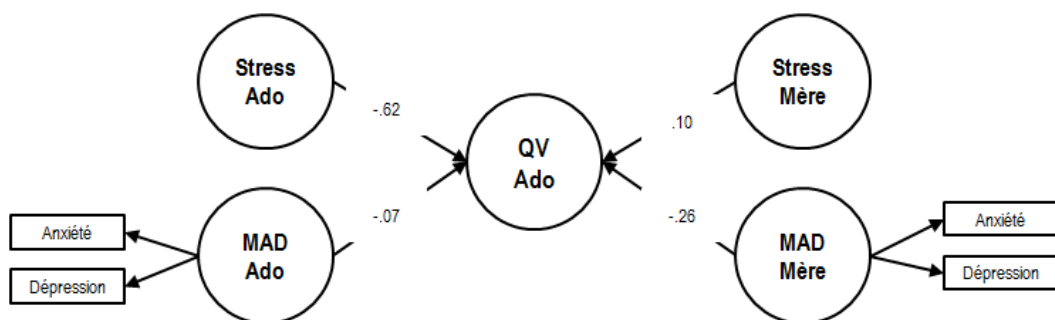 Stress
Ado
Stress
Mère
-.62
.10
QV
Ado
-.07
-.26
Anxiété
Dépression
MAD
Ado
MAD
Mère
Anxiété
Dépression